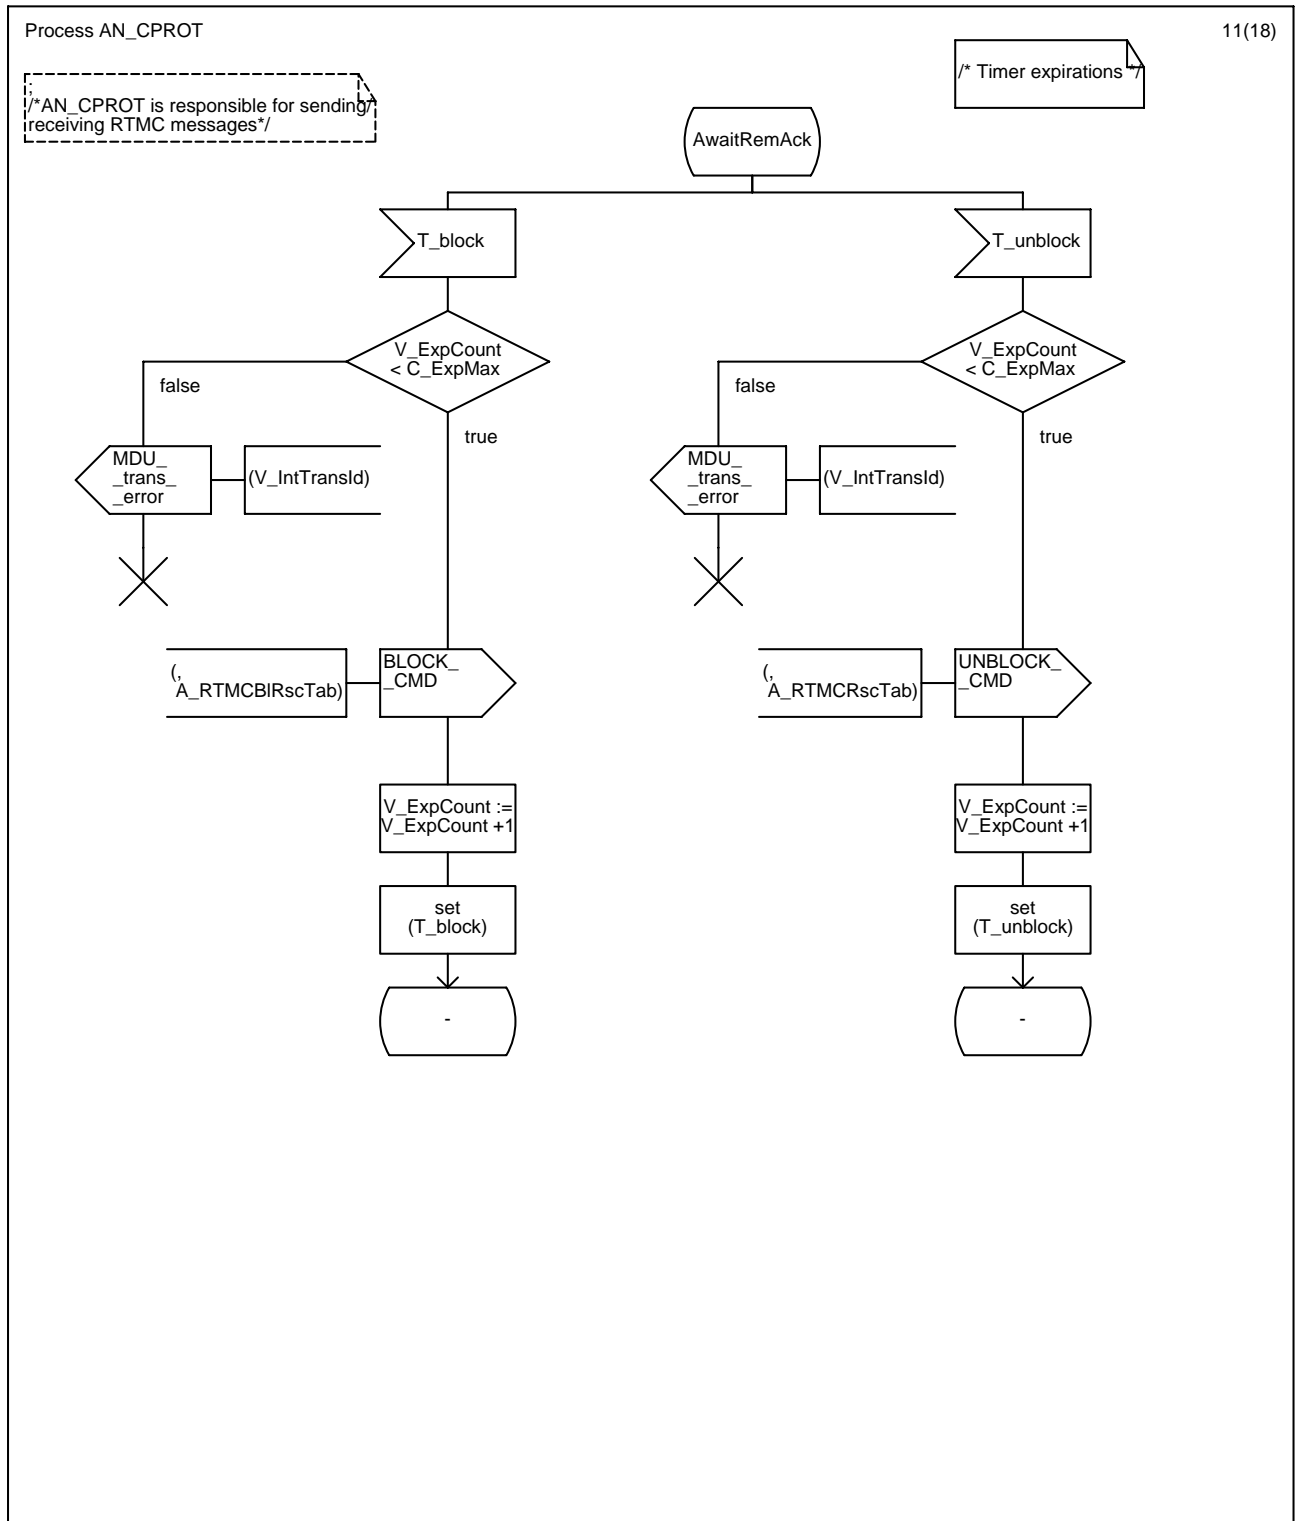 Process AN_CPROT
11(18)
;
/*AN_CPROT is responsible for sending/
receiving RTMC messages*/
/* Timer expirations */
AwaitRemAck
T_block
T_unblock
V_ExpCount
< C_ExpMax
V_ExpCount
< C_ExpMax
false
true
false
true
MDU_
_trans_
_error
(V_IntTransId)
MDU_
_trans_
_error
(V_IntTransId)
(,
A_RTMCBlRscTab)
BLOCK_
_CMD
(,
A_RTMCRscTab)
UNBLOCK_
_CMD
V_ExpCount :=
V_ExpCount +1
V_ExpCount :=
V_ExpCount +1
set
(T_block)
set
(T_unblock)
-
-